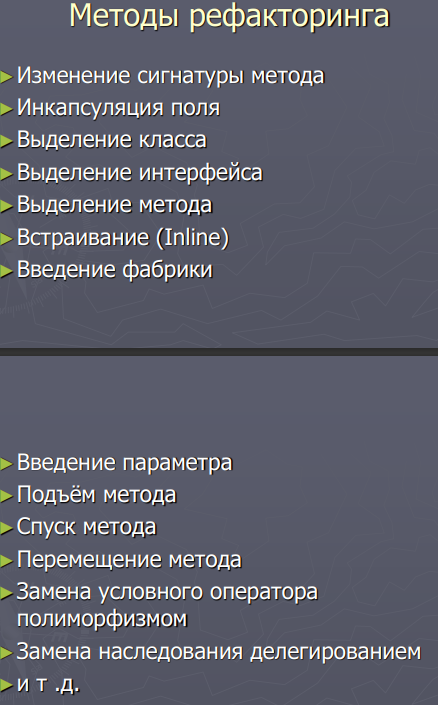 Методы рефакторинга
Изменение сигнатуры метода
Инкапсуляция поля
Выделение класса
Выделение интерфейса
Выделение метода
Встраивание (Inline)
Введение фабрики
Введение параметра
Подъём метода
Спуск метода
Перемещение метода
Замена условного оператора
полиморфизмом
Замена наследования делегированием
и т .д.